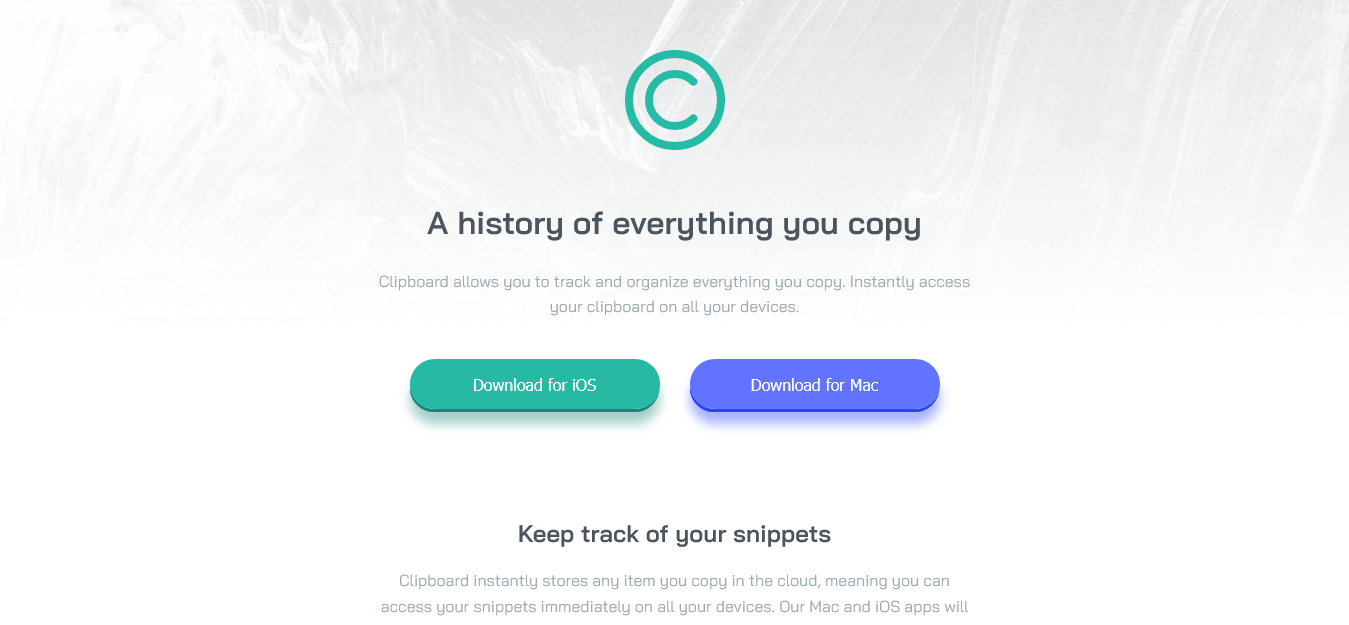 A history of everything you copy
Clipboard allows you to track and organize everything you copy. Instantly access
your clipboard on all your devices.
Download for iOS
Download for Mac
Keep track of your snippets
Clipboard instantly stores any item you copy in the cloud, meaning you can
access your snippets immediately on all your devices. Our Mac and iOS apps will